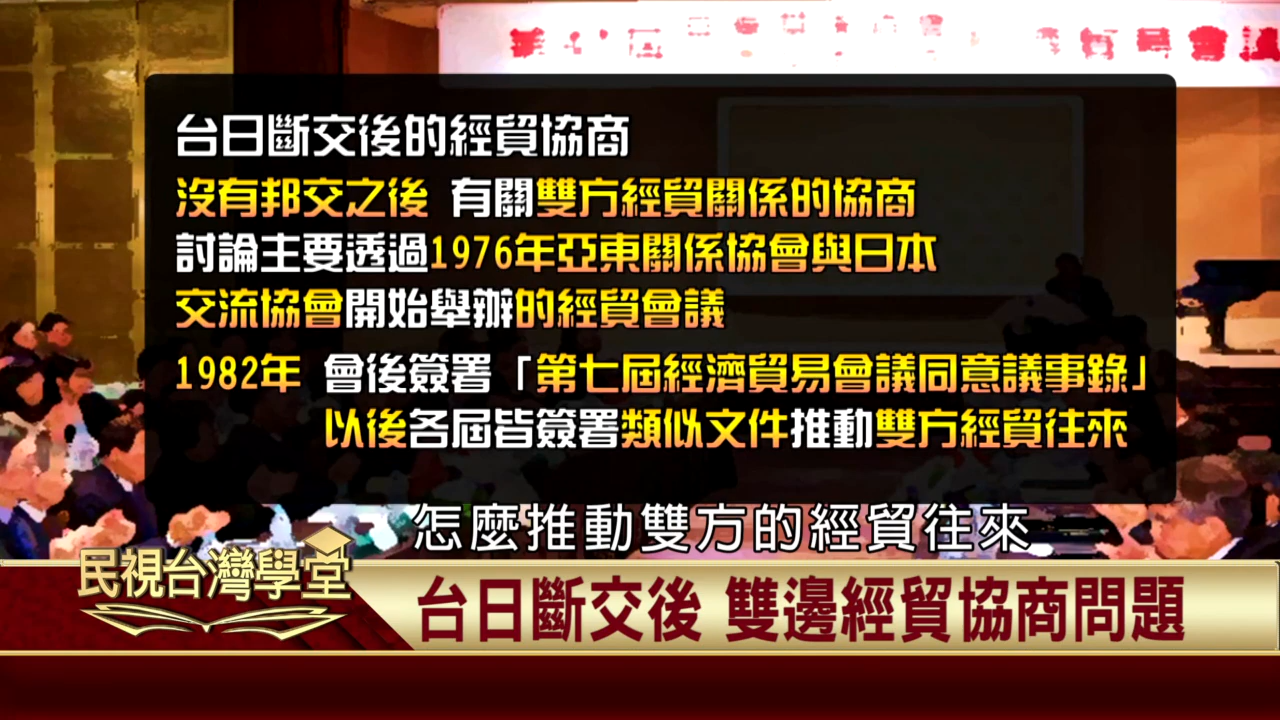 台日斷交後的經貿協商
沒有邦交之後 有關雙方經貿關係的協商
討論主要透過1976年亞東關係協會與日本
交流協會開始舉辦的經貿會議
1982年 會後簽署「第七屆經濟貿易會議同意議事錄」
以後各屆皆簽署類似文件推動雙方經貿往來
怎麼推動雙方的經貿往來
民視台灣學堂
台日斷交後 雙邊經貿協商問題